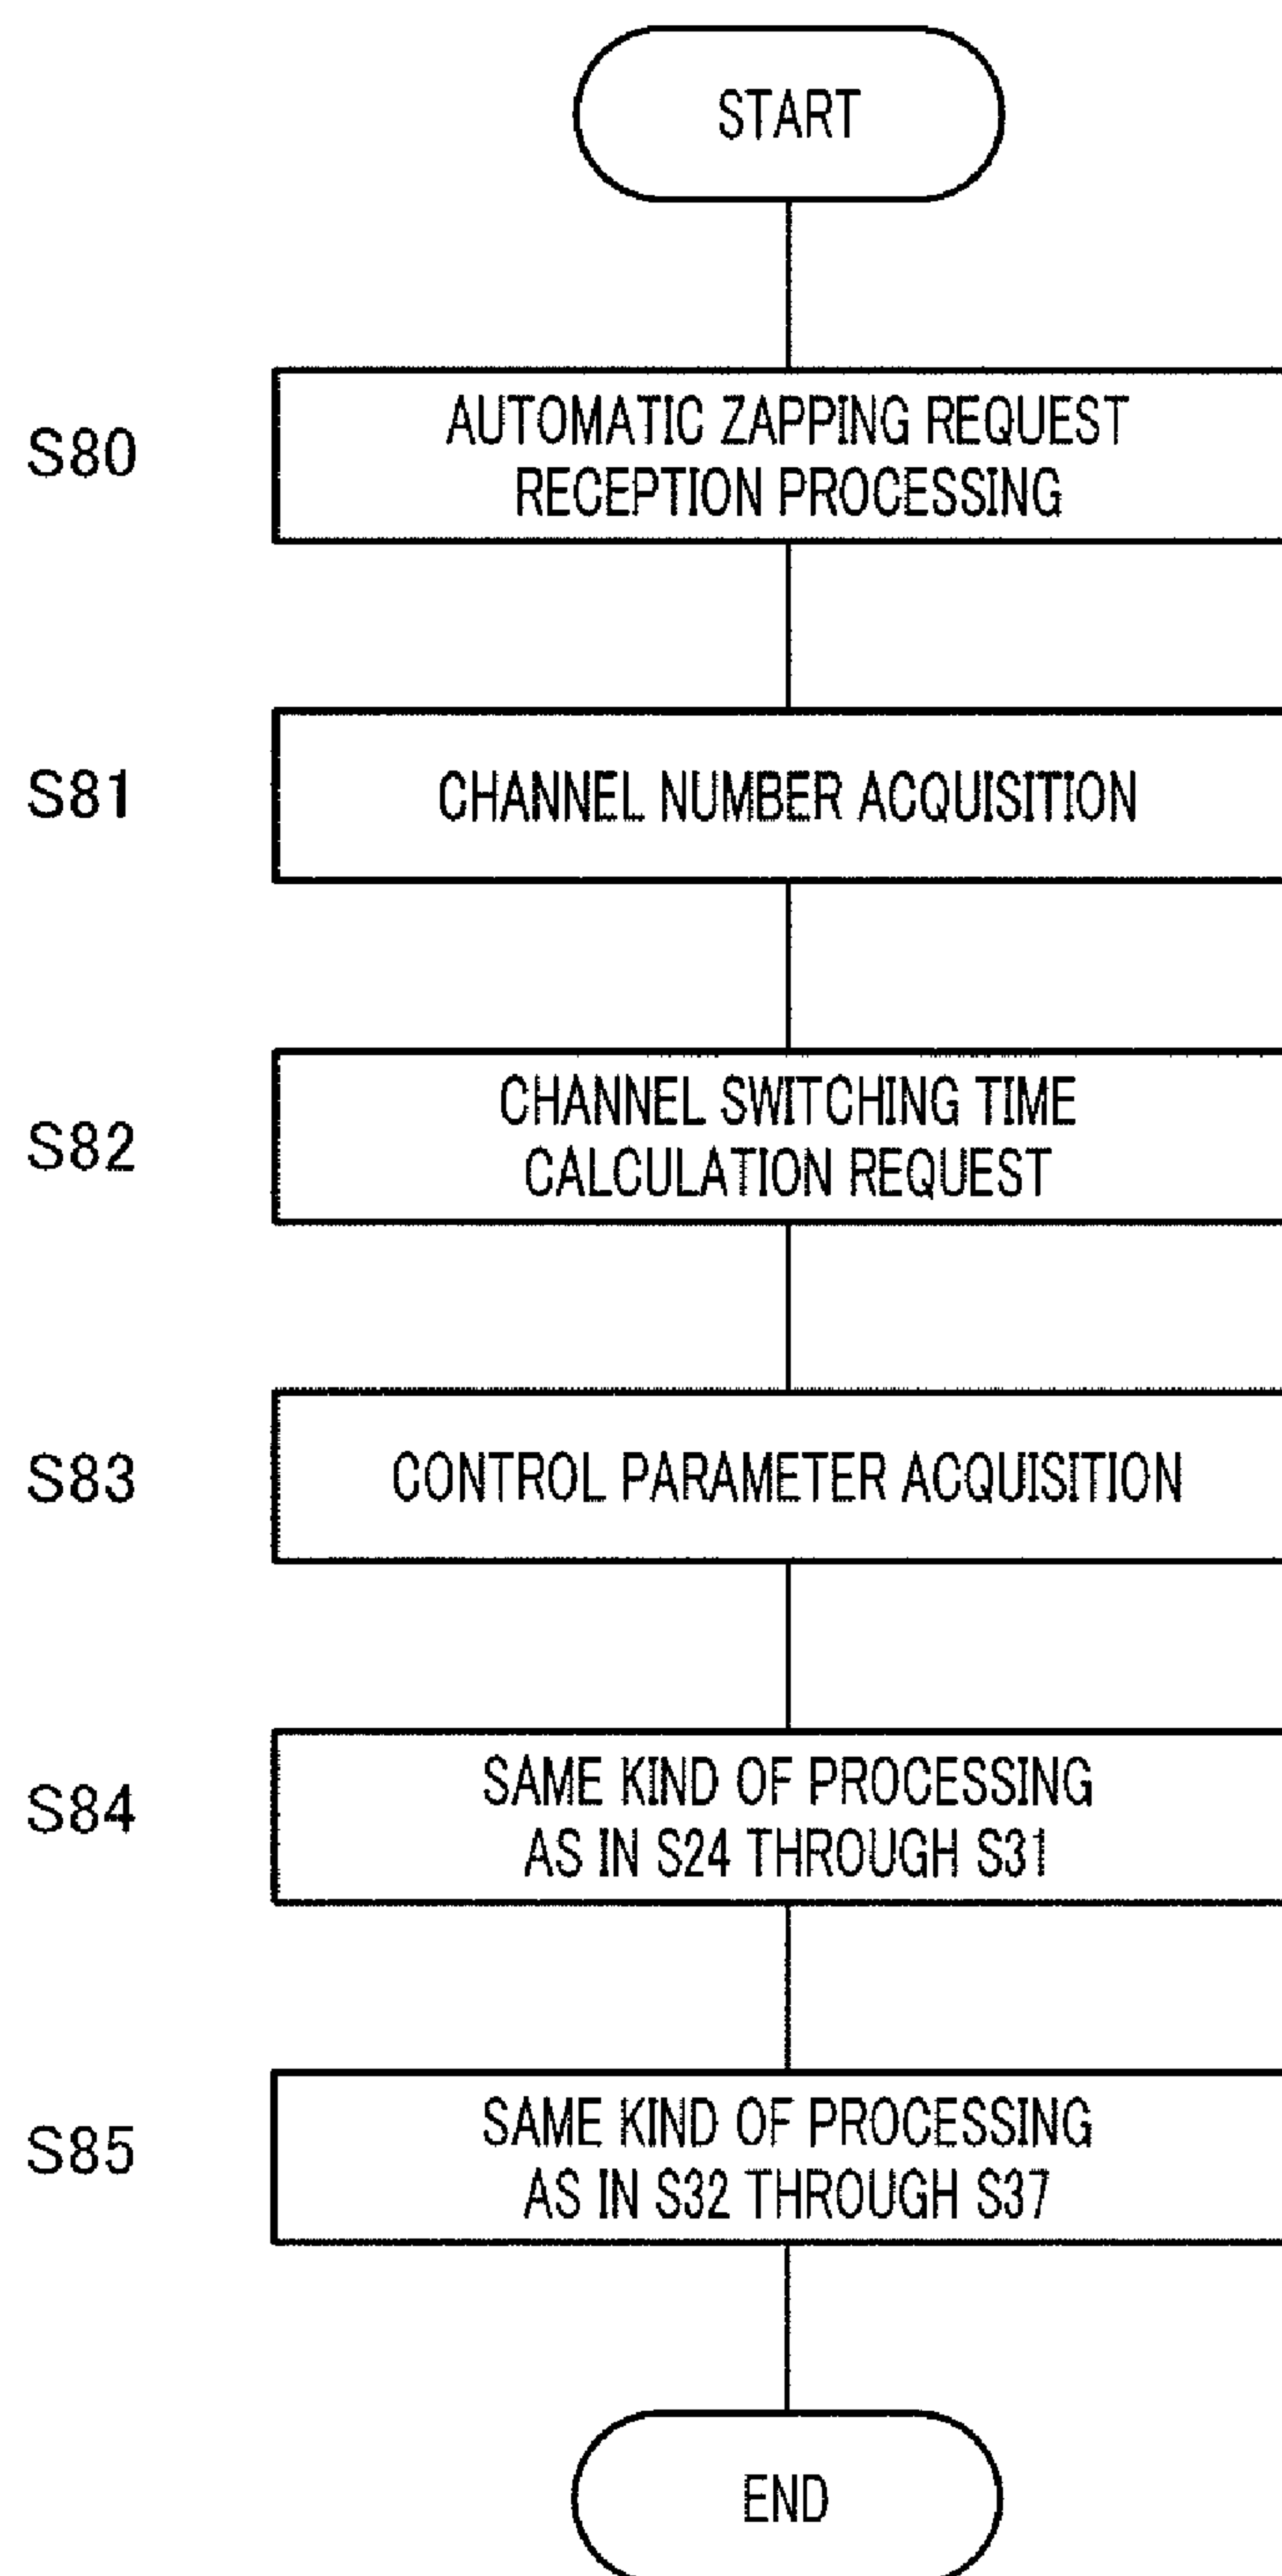 START
S80
AUTOMATIC ZAPPING REQUEST
RECEPTION PROCESSING
S81
CHANNEL NUMBER ACQUISITION
S82
CHANNEL SWITCHING TIME
CALCULATION REQUEST
S83
CONTROL PARAMETER ACQUISITION
S84
SAME KIND OF PROCESSING
AS IN S24 THROUGH S31
S85
SAME KIND OF PROCESSING
AS IN S32 THROUGH S37
END